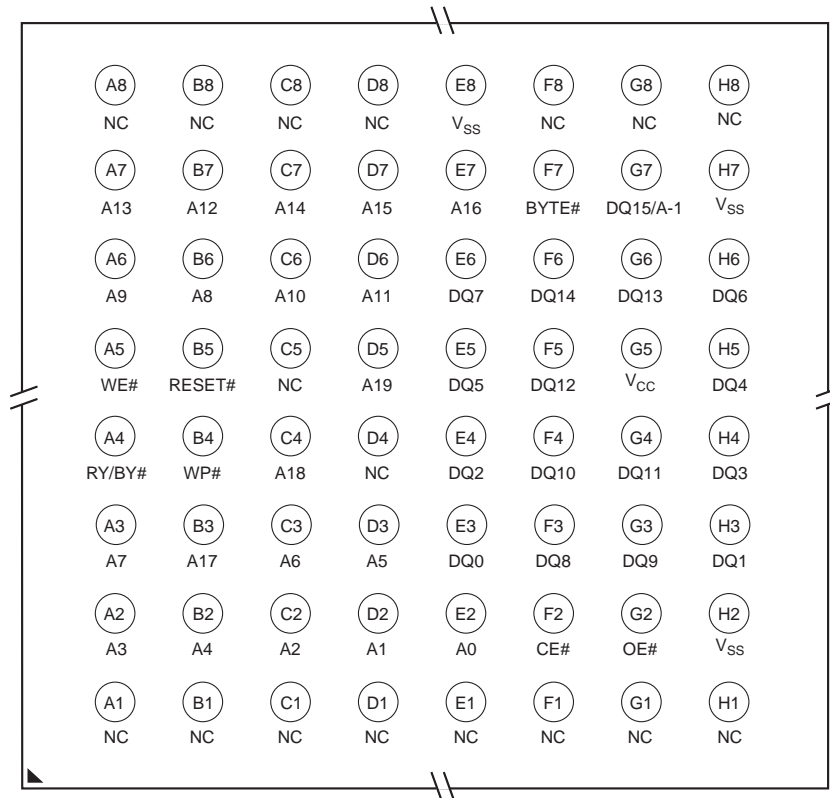 A8 B8 C8 D8 E8 F8 G8 H8
NC NC NC NC VSS NC NC NC
A7 B7 C7 D7 E7 F7 G7 H7
A13 A12 A14 A15 A16 BYTE# DQ15/A-1 VSS
A6 B6 C6 D6 E6 F6 G6 H6
A9 A8 A10 A11 DQ7 DQ14 DQ13 DQ6
A5 B5 C5 D5 E5 F5 G5 H5
WE# RESET# NC A19 DQ5 DQ12 VCC DQ4
A4 B4 C4 D4 E4 F4 G4 H4
RY/BY# WP# A18 NC DQ2 DQ10 DQ11 DQ3
A3 B3 C3 D3 E3 F3 G3 H3
A7 A17 A6 A5 DQ0 DQ8 DQ9 DQ1
A2 B2 C2 D2 E2 F2 G2 H2
A3 A4 A2 A1 A0 CE# OE# VSS
A1 B1 C1 D1 E1 F1 G1 H1
NC NC NC NC NC NC NC NC